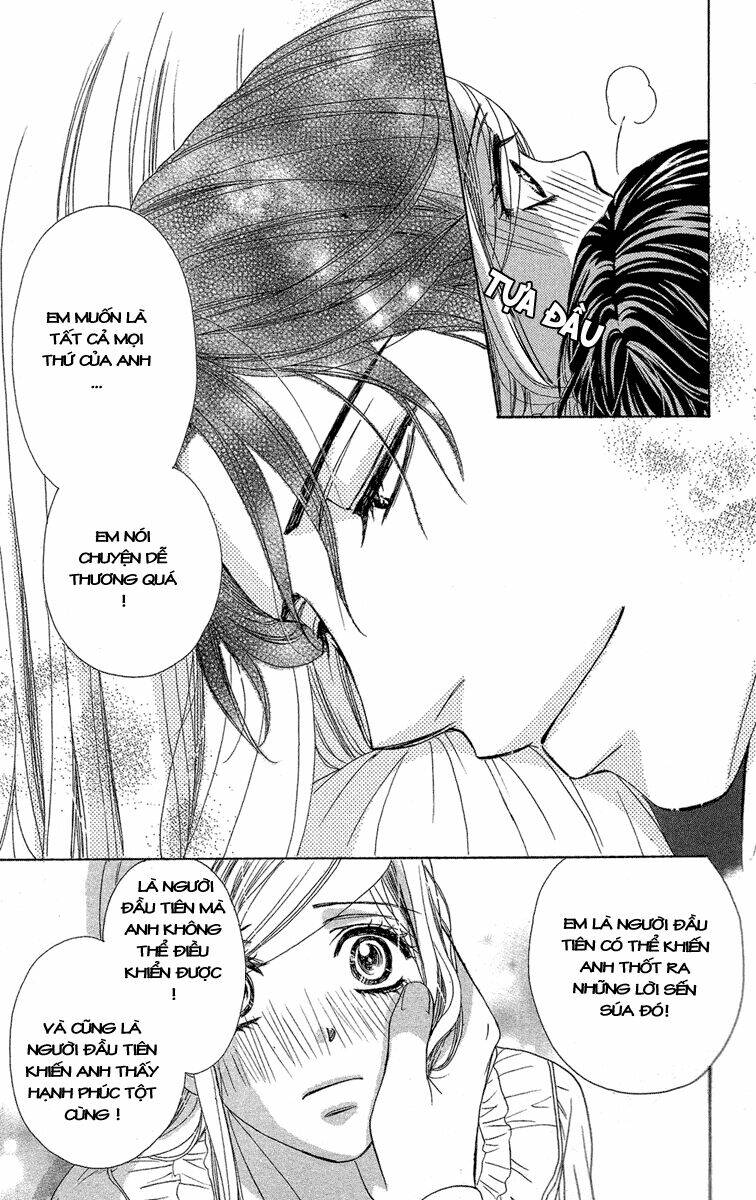 TỰA ĐẦU
EM MUỐN LÀ
TẤT CẢ MỌI
THỨ CỦA ANH
...
EM NÓI
CHUYỆN DỄ
THƯƠNG QUÁ
!
EM LÀ NGƯỜI ĐẦU
TIÊN CÓ THỂ KHIẾN
ANH THỐT RA
NHỮNG LỜI SẾN
SÚA ĐÓ!
LÀ NGƯỜI
ĐẦU TIÊN MÀ
ANH KHÔNG
THỂ ĐIỀU
KHIỂN ĐƯỢC
!
VÀ CŨNG LÀ
NGƯỜI ĐẦU TIÊN
KHIẾN ANH THẤY
HẠNH PHÚC TỘT
CÙNG !